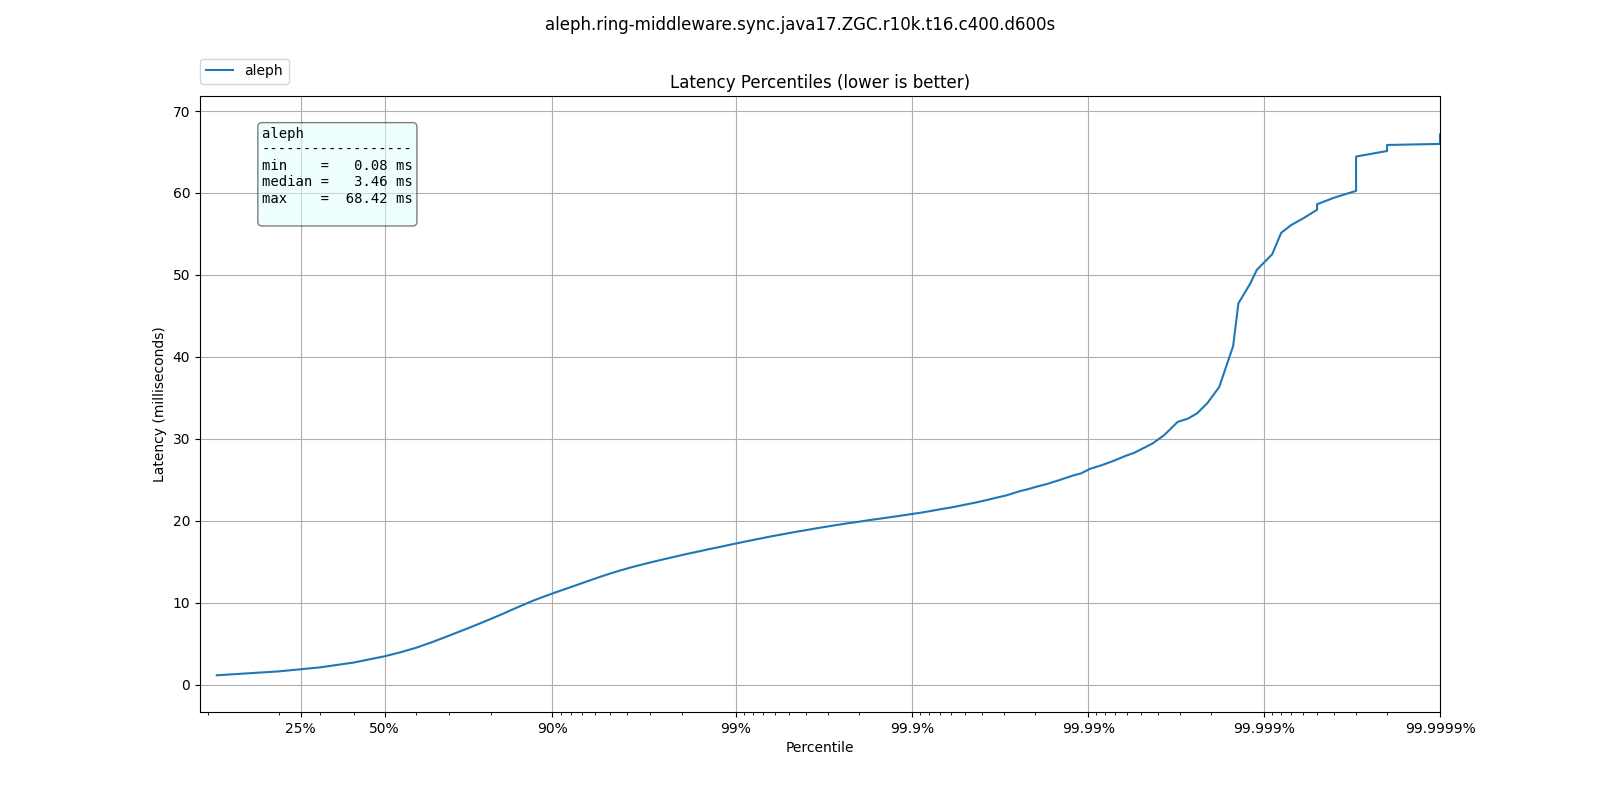 aleph.ring-middleware.sync.java17.ZGC.r10k.t16.c400.d600s
aleph
Latency Percentiles (lower is better)
70
60
50
40
30
20
10
0
Latency (milliseconds)
aleph
------------------
min    =   0.08 ms
median =   3.46 ms
max    =  68.42 ms
25% 50% 90% 99% 99.9% 99.99% 99.999% 99.9999%
Percentile